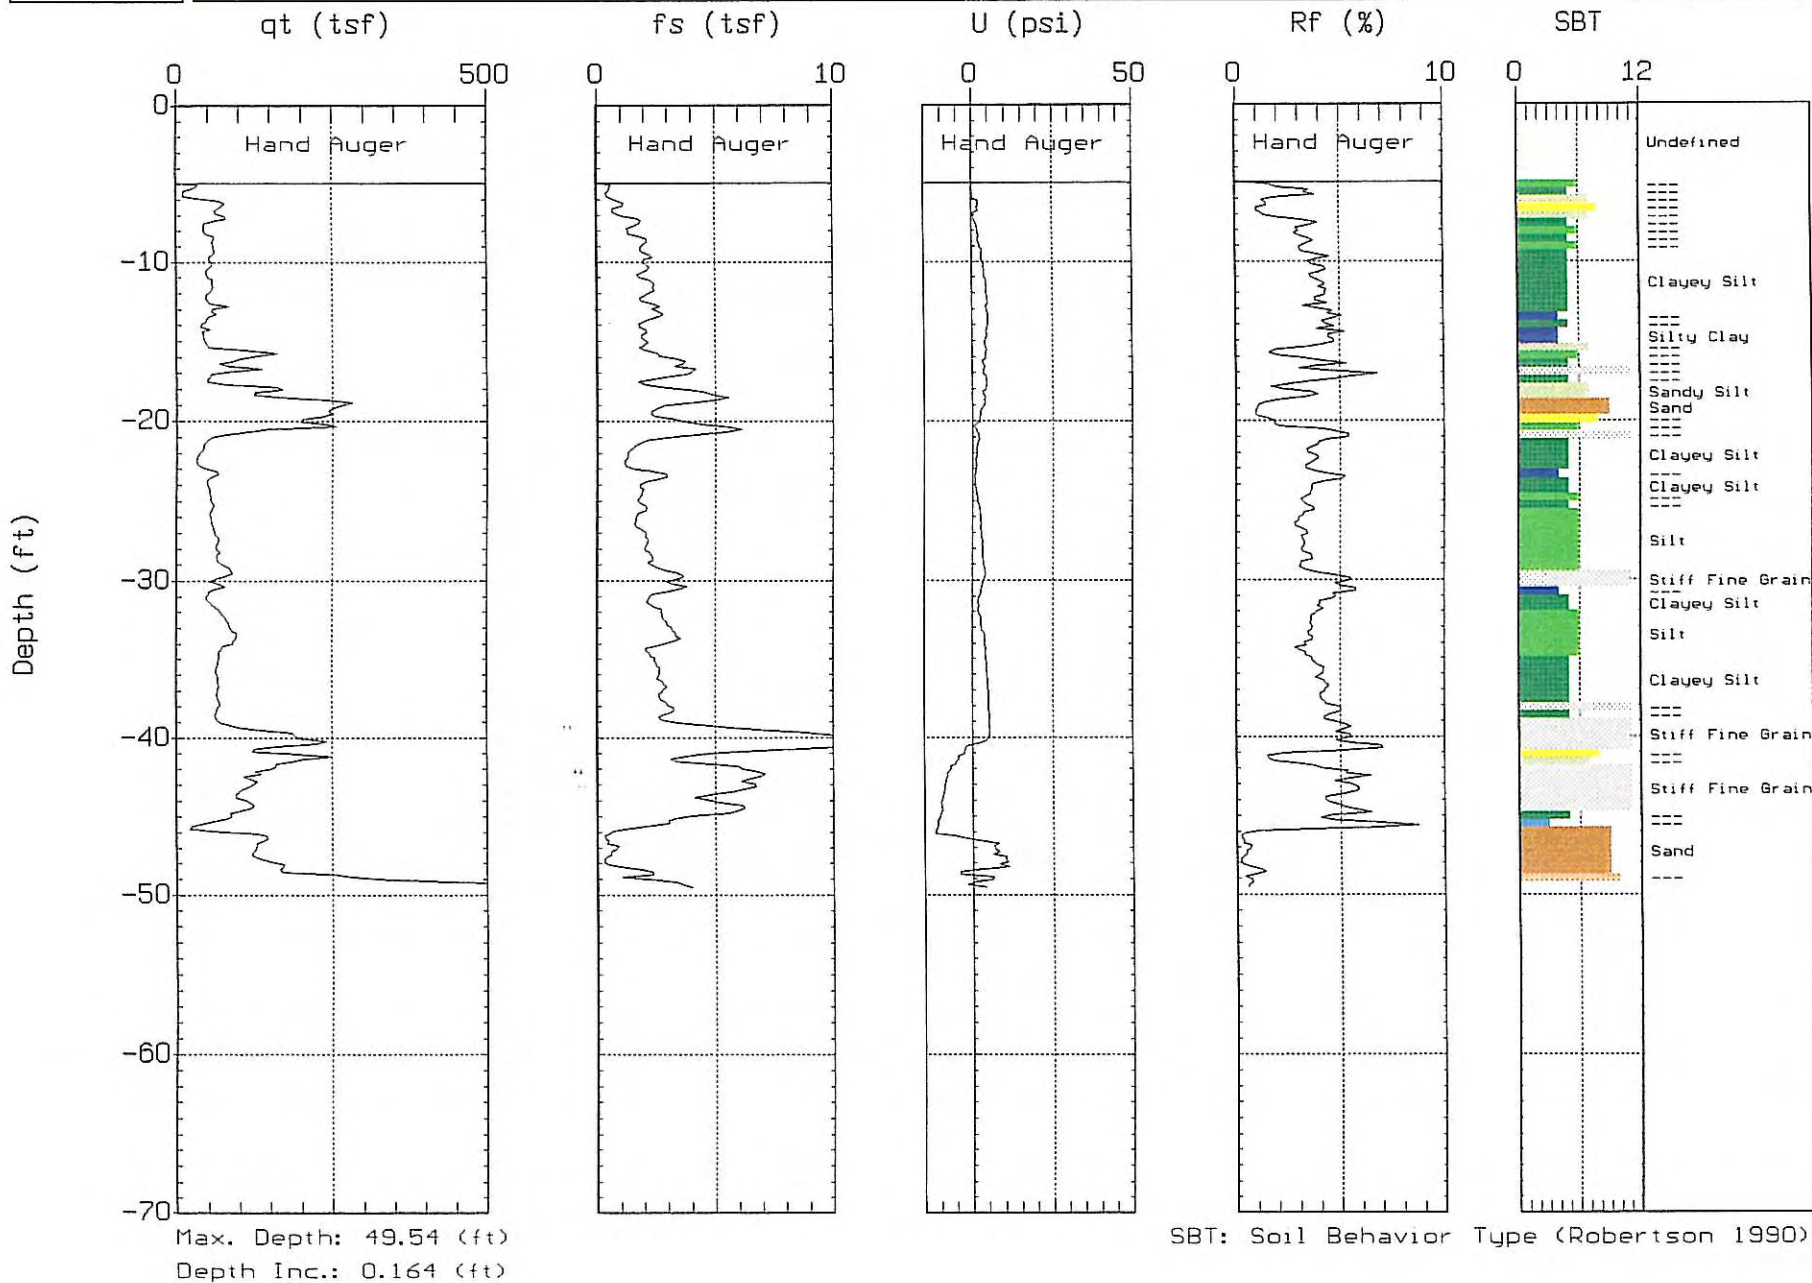 qt (tsf) fs (tsf) U (psi) Rf (%) SBT
0 500 0 10 0 50 0 10 0 12
0
Hand Auger Hand Auger Hand Auger Hand Auger Undefined
---
---
---
---
---
---
---
---
-10
Clayey Silt
---
---
Silty Clay
---
---
---
---
---
Sandy Silt
Sand
-20
---
---
---
Clayey Silt
---
Clayey Silt
---
---
Silt
-30 Stiff Fine Grain
---
Clayey Silt
Silt
Clayey Silt
---
---
-40 Stiff Fine Grain
---
---
Stiff Fine Grain
---
---
Sand
---
-50
-60
-70
Depth (ft)
Max. Depth: 49.54 (ft) SBT: Soil Behavior Type (Robertson 1990)
Depth Inc.: 0.164 (ft)